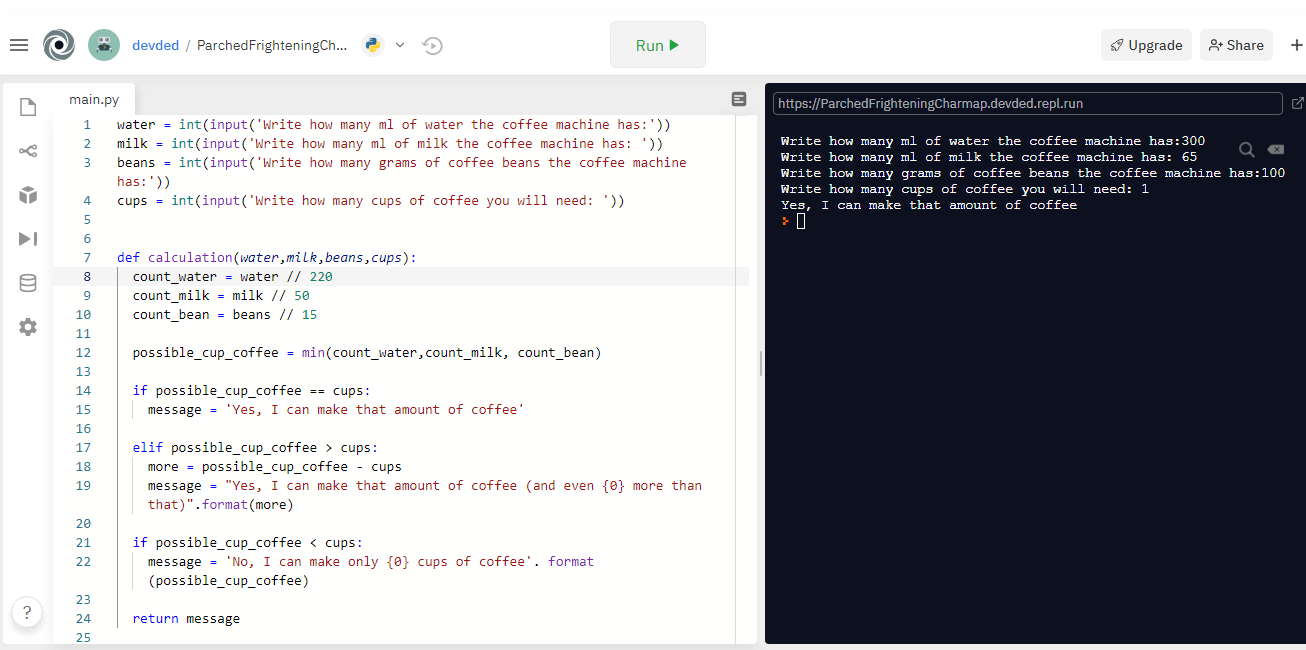 devded / ParchedFrighteningCh...
Run
Upgrade
Share
main.py
1 water = int(input('Write how many ml of water the coffee machine has:'))
2 milk = int(input('Write how many ml of milk the coffee machine has: '))
3 beans = int(input('Write how many grams of coffee beans the coffee machine
has:'))
4 cups = int(input('Write how many cups of coffee you will need: '))
5
6
7 def calculation(water,milk,beans,cups):
8 count_water = water // 220
9 count_milk = milk // 50
10 count_bean = beans // 15
11
12 possible_cup_coffee = min(count_water,count_milk, count_bean)
13
14 if possible_cup_coffee == cups:
15 message = 'Yes, I can make that amount of coffee'
16
17 elif possible_cup_coffee > cups:
18 more = possible_cup_coffee - cups
19 message = "Yes, I can make that amount of coffee (and even {0} more than
that)".format(more)
20
21 if possible_cup_coffee < cups:
22 message = 'No, I can make only {0} cups of coffee'. format
(possible_cup_coffee)
23
24 return message
25
?
https://ParchedFrighteningCharmap.devded.repl.run
Write how many ml of water the coffee machine has:300
Write how many ml of milk the coffee machine has: 65
Write how many grams of coffee beans the coffee machine has:100
Write how many cups of coffee you will need: 1
Yes, I can make that amount of coffee